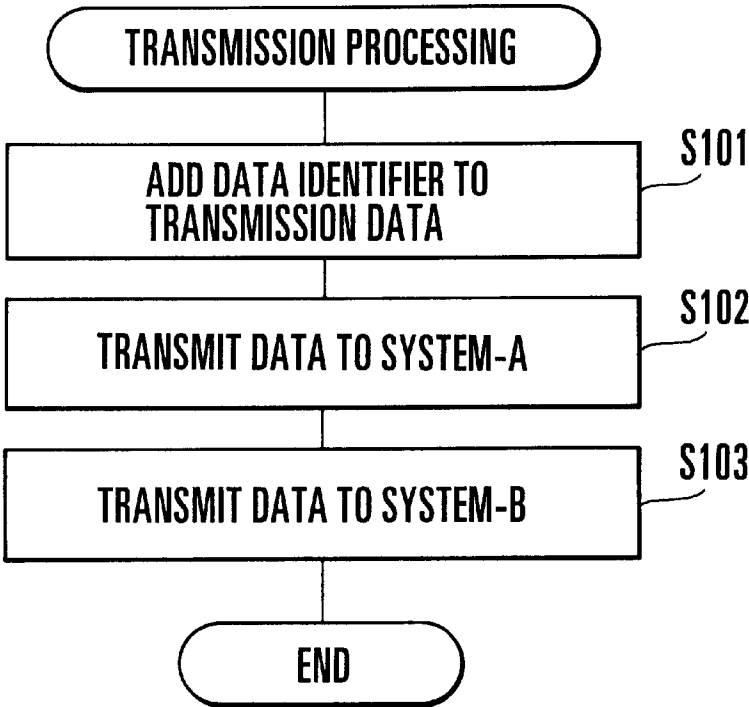 TRANSMISSION PROCESSING
S101
ADD DATA IDENTIFIER TO
TRANSMISSION DATA
S102
TRANSMIT DATA TO SYSTEM-A
S103
TRANSMIT DATA TO SYSTEM-B
END